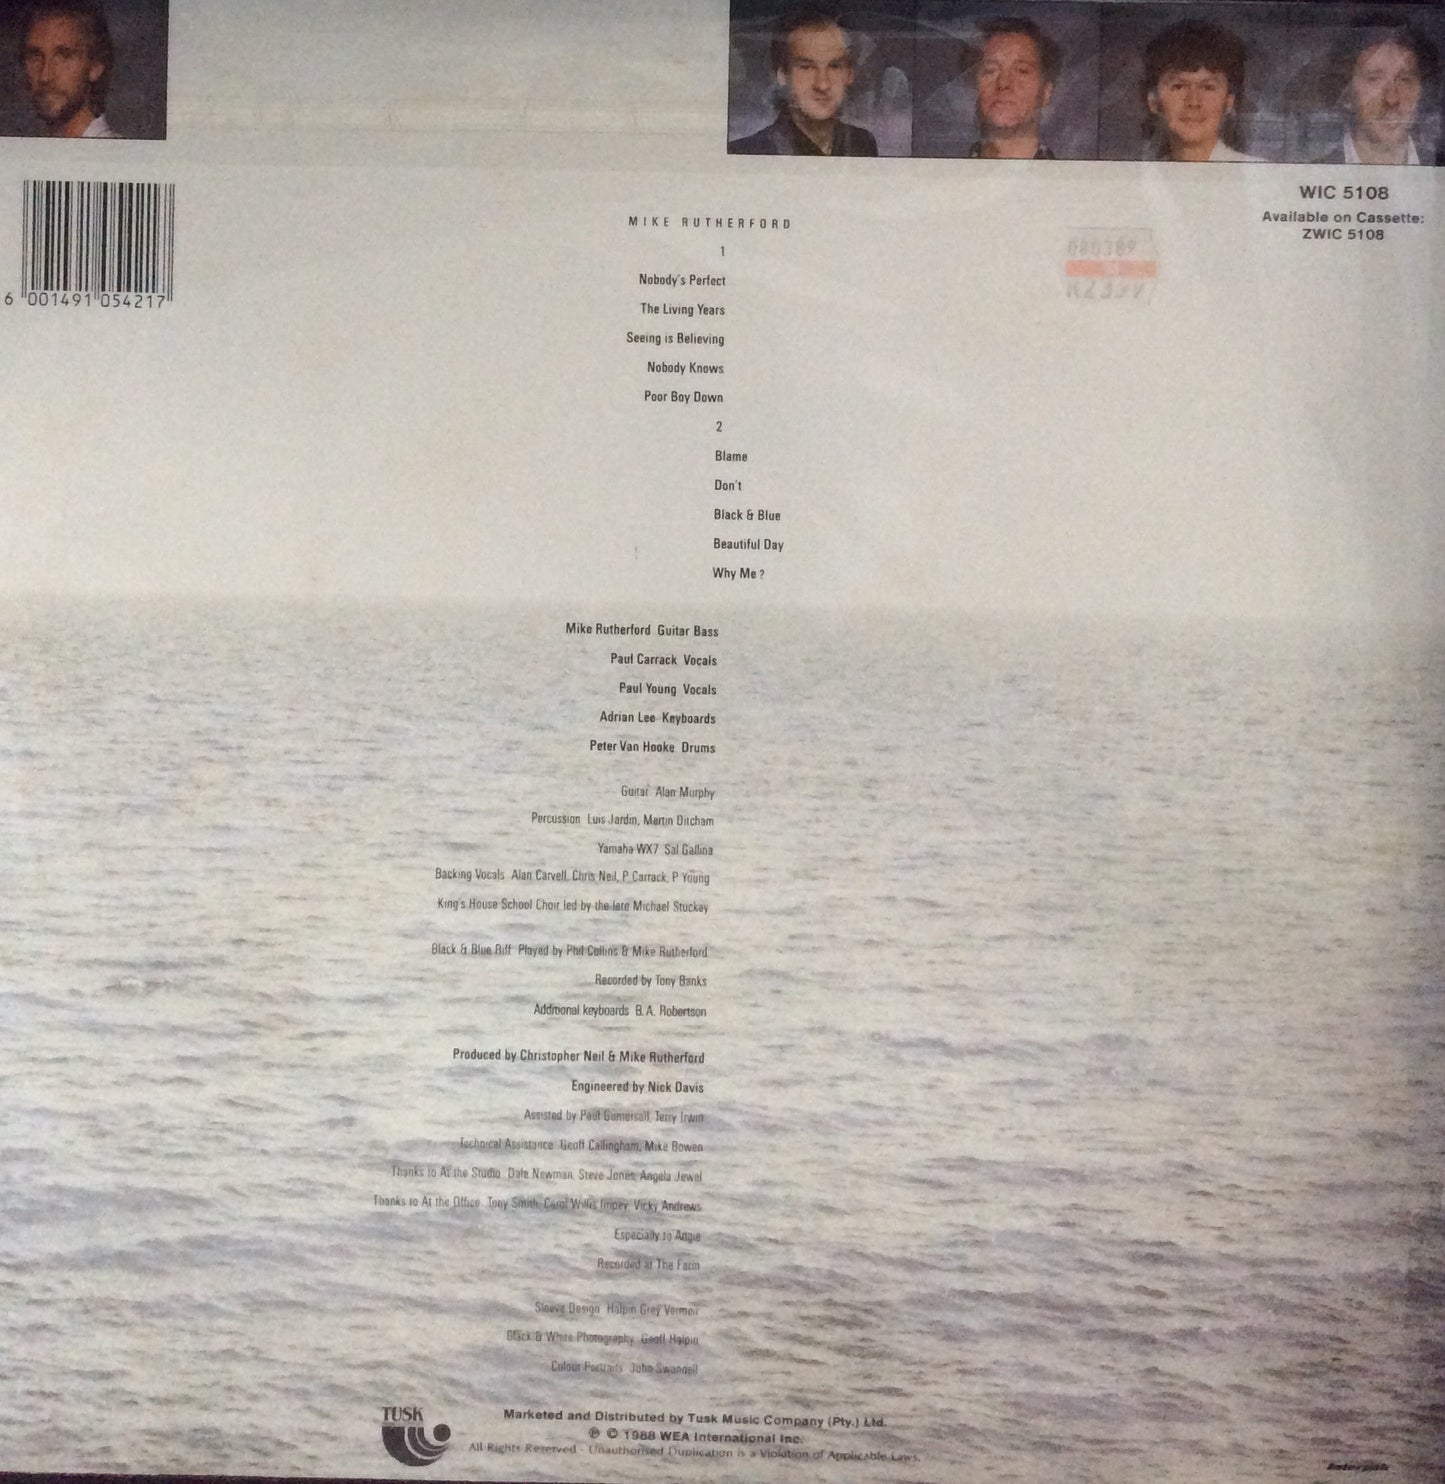 WIC 5108
Available on Cassette:
ZWIC 5108
6 001491 054217
080389
MIKE RUTHERFORD
1
Nobody's Perfect
The Living Years
Seeing is Believing
Nobody Knows
Poor Boy Down
2
Blame
Don't
Black & Blue
Beautiful Day
Why Me ?
Mike Rutherford Guitar Bass
Paul Carrack Vocals
Paul Young Vocals
Adrian Lee Keyboards
Peter Van Hooke Drums
Guitar Alan Murphy
Percussion Luis Jardin, Martin Ditcham
Yamaha WX7 Sal Gallina
Backing Vocals Alan Carvell, Chris Neil, P Carrack, P Young
King's House School Choir led by the late Michael Stuckey
Black & Blue Riff Played by Phil Collins & Mike Rutherford
Recorded by Tony Banks
Additional keyboards B.A. Robertson
Produced by Christopher Neil & Mike Rutherford
Engineered by Nick Davis
Assisted by Paul Gomersall, Terry Irwin
Technical Assistance Geoff Callingham, Mike Bowen
Thanks to At the Studio Dale Newman, Steve Jones, Angela Jewel
Thanks to At the Office Tony Smith, Carol Willis Impey, Vicky Andrews
Especially to Angie
Recorded at The Farm
Sleeve Design Halpin Grey Vermeir
Black & White Photography Geoff Halpin
Colour Portraits John Swannell
TUSK
Marketed and Distributed by Tusk Music Company (Pty.) Ltd.
℗ © 1988 WEA International Inc.
All Rights Reserved - Unauthorised Duplication is a Violation of Applicable Laws.